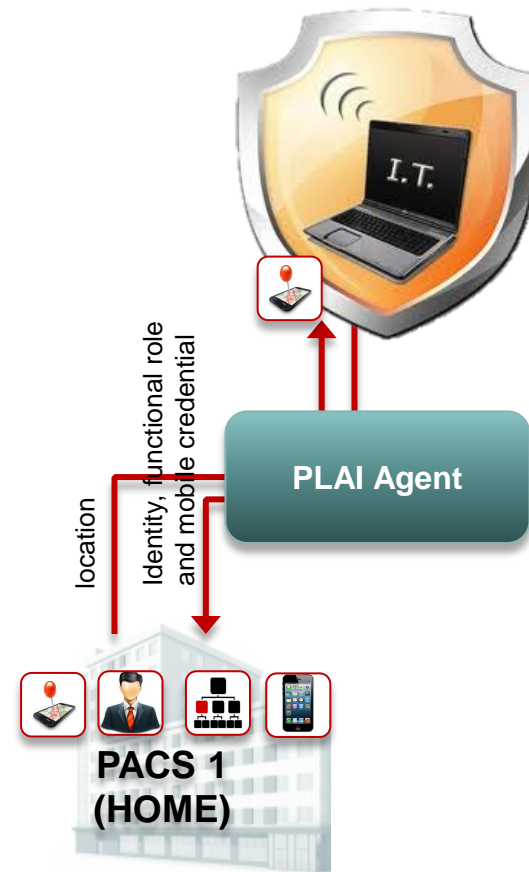 I.T.
location
Identity, functional role
and mobile credential
PLAI Agent
PACS 1
(HOME)